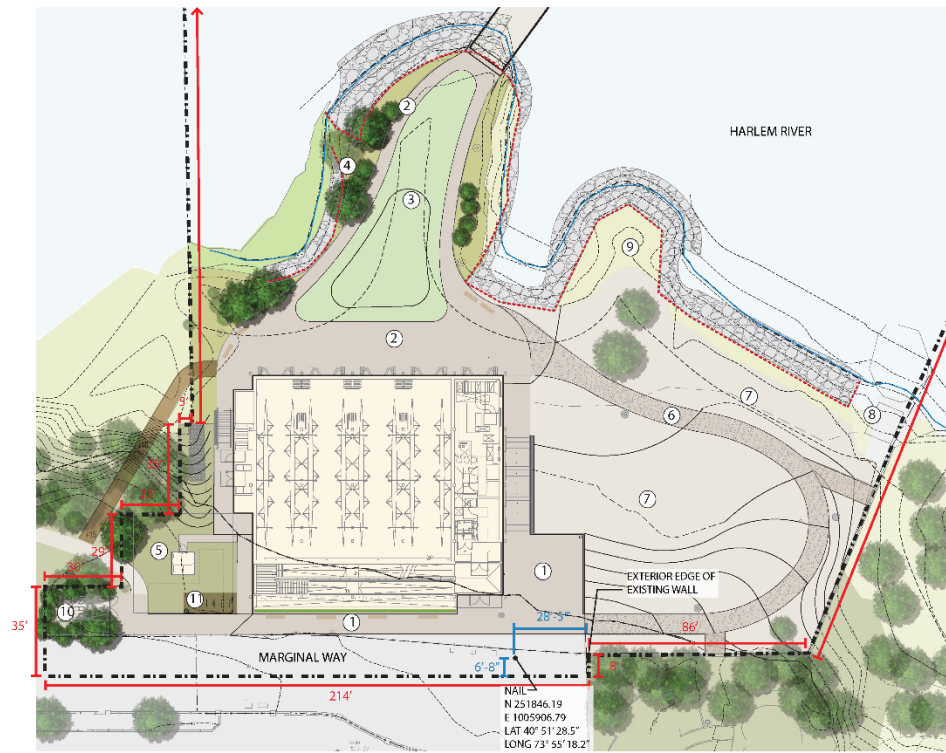 2
HARLEM RIVER
4
3
9
2
7
8
6
5'
35'
31'
7
29'
5
30'
1
EXTERIOR EDGE OF
EXISTING WALL
10
11
28'-5"
35'
1
86'
MARGINAL WAY
6'-8"
8'
214'
NAIL
N 251846.19
E 1005906.79
LAT 40° 51' 28.5"
LONG 73° 55' 18.2"